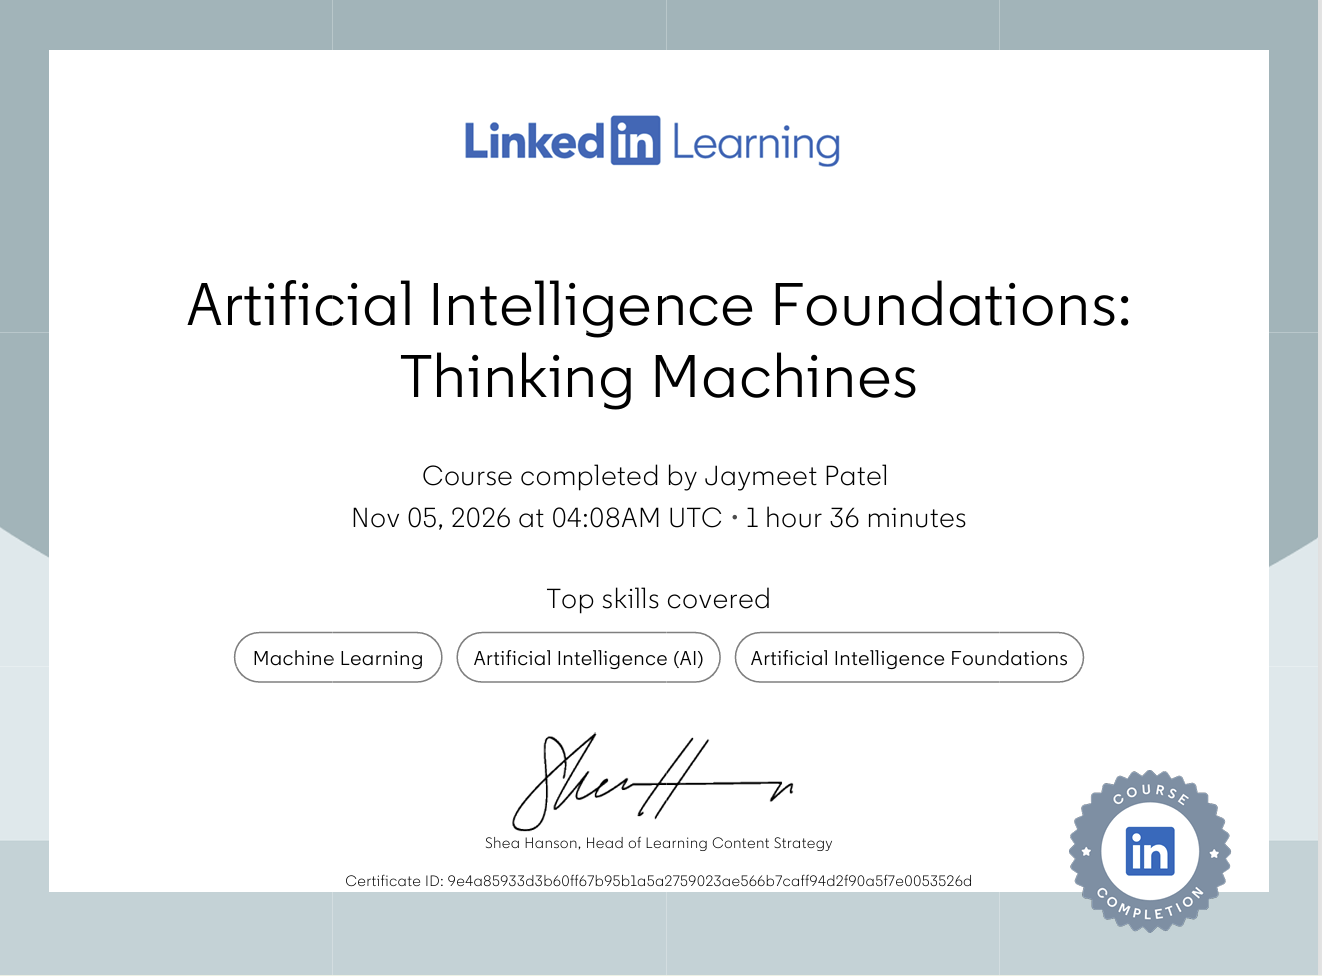 Linked in Learning
Artificial Intelligence Foundations:
Thinking Machines
Course completed by Jaymeet Patel
Nov 05, 2026 at 04:08AM UTC • 1 hour 36 minutes
Top skills covered
Machine Learning
Artificial Intelligence (AI)
Artificial Intelligence Foundations
Shea Hanson, Head of Learning Content Strategy
Certificate ID: 9e4a85933d3b60ff67b95b1a5a2759023ae566b7caff94d2f90a5f7e0053526d
COURSE
in
COMPLETION